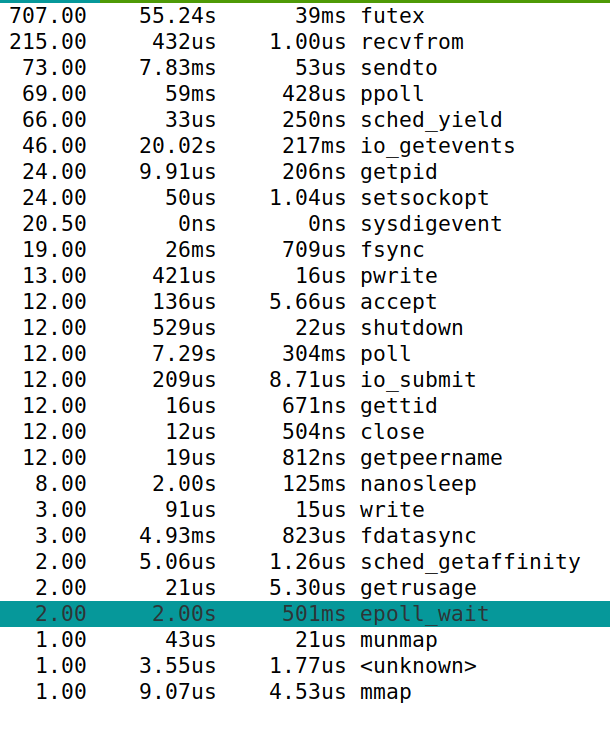 707.00 55.24s 39ms futex
215.00 432us 1.00us recvfrom
73.00 7.83ms 53us sendto
69.00 59ms 428us ppoll
66.00 33us 250ns sched_yield
46.00 20.02s 217ms io_getevents
24.00 9.91us 206ns getpid
24.00 50us 1.04us setsockopt
20.50 0ns 0ns sysdigevent
19.00 26ms 709us fsync
13.00 421us 16us pwrite
12.00 136us 5.66us accept
12.00 529us 22us shutdown
12.00 7.29s 304ms poll
12.00 209us 8.71us io_submit
12.00 16us 671ns gettid
12.00 12us 504ns close
12.00 19us 812ns getpeername
8.00 2.00s 125ms nanosleep
3.00 91us 15us write
3.00 4.93ms 823us fdatasync
2.00 5.06us 1.26us sched_getaffinity
2.00 21us 5.30us getrusage
2.00 2.00s 501ms epoll_wait
1.00 43us 21us munmap
1.00 3.55us 1.77us <unknown>
1.00 9.07us 4.53us mmap